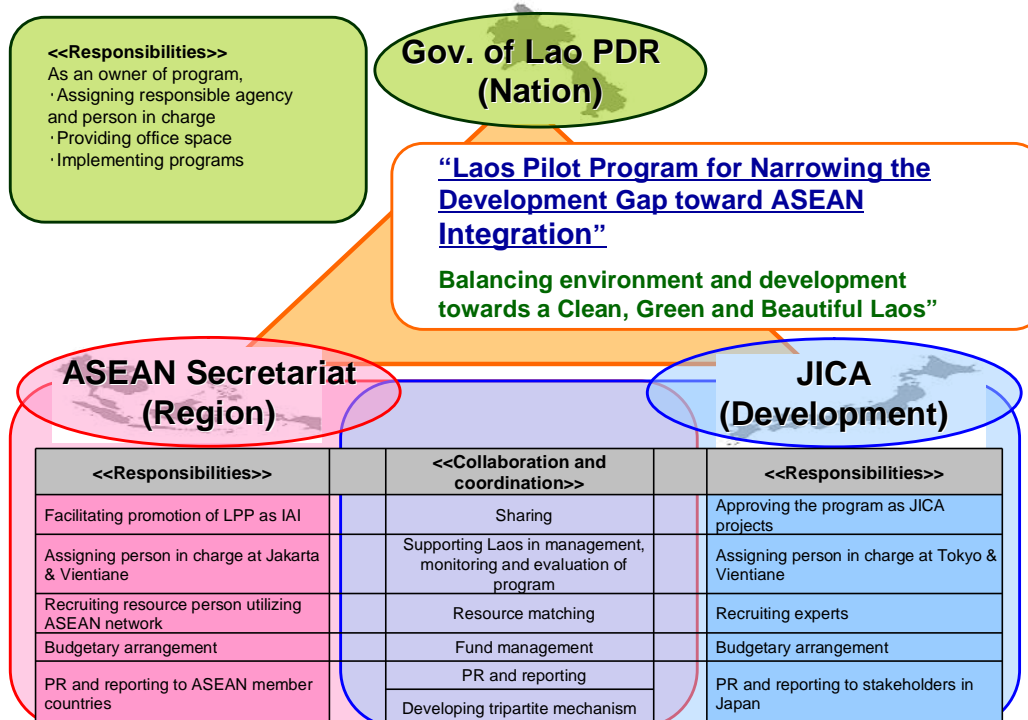 <<Responsibilities>>
As an owner of program,
·Assigning responsible agency
and person in charge
·Providing office space
·Implementing programs
Gov. of Lao PDR
(Nation)
“Laos Pilot Program for Narrowing the
Development Gap toward ASEAN
Integration”
Balancing environment and development
towards a Clean, Green and Beautiful Laos”
ASEAN Secretariat
(Region)
JICA
(Development)
<<Responsibilities>>
<<Collaboration and
coordination>>
<<Responsibilities>>
Facilitating promotion of LPP as IAI
Sharing
Approving the program as JICA
projects
Assigning person in charge at Jakarta
& Vientiane
Supporting Laos in management,
monitoring and evaluation of
program
Assigning person in charge at Tokyo &
Vientiane
Recruiting resource person utilizing
ASEAN network
Resource matching
Recruiting experts
Budgetary arrangement
Fund management
Budgetary arrangement
PR and reporting to ASEAN member
countries
PR and reporting
Developing tripartite mechanism
PR and reporting to stakeholders in
Japan